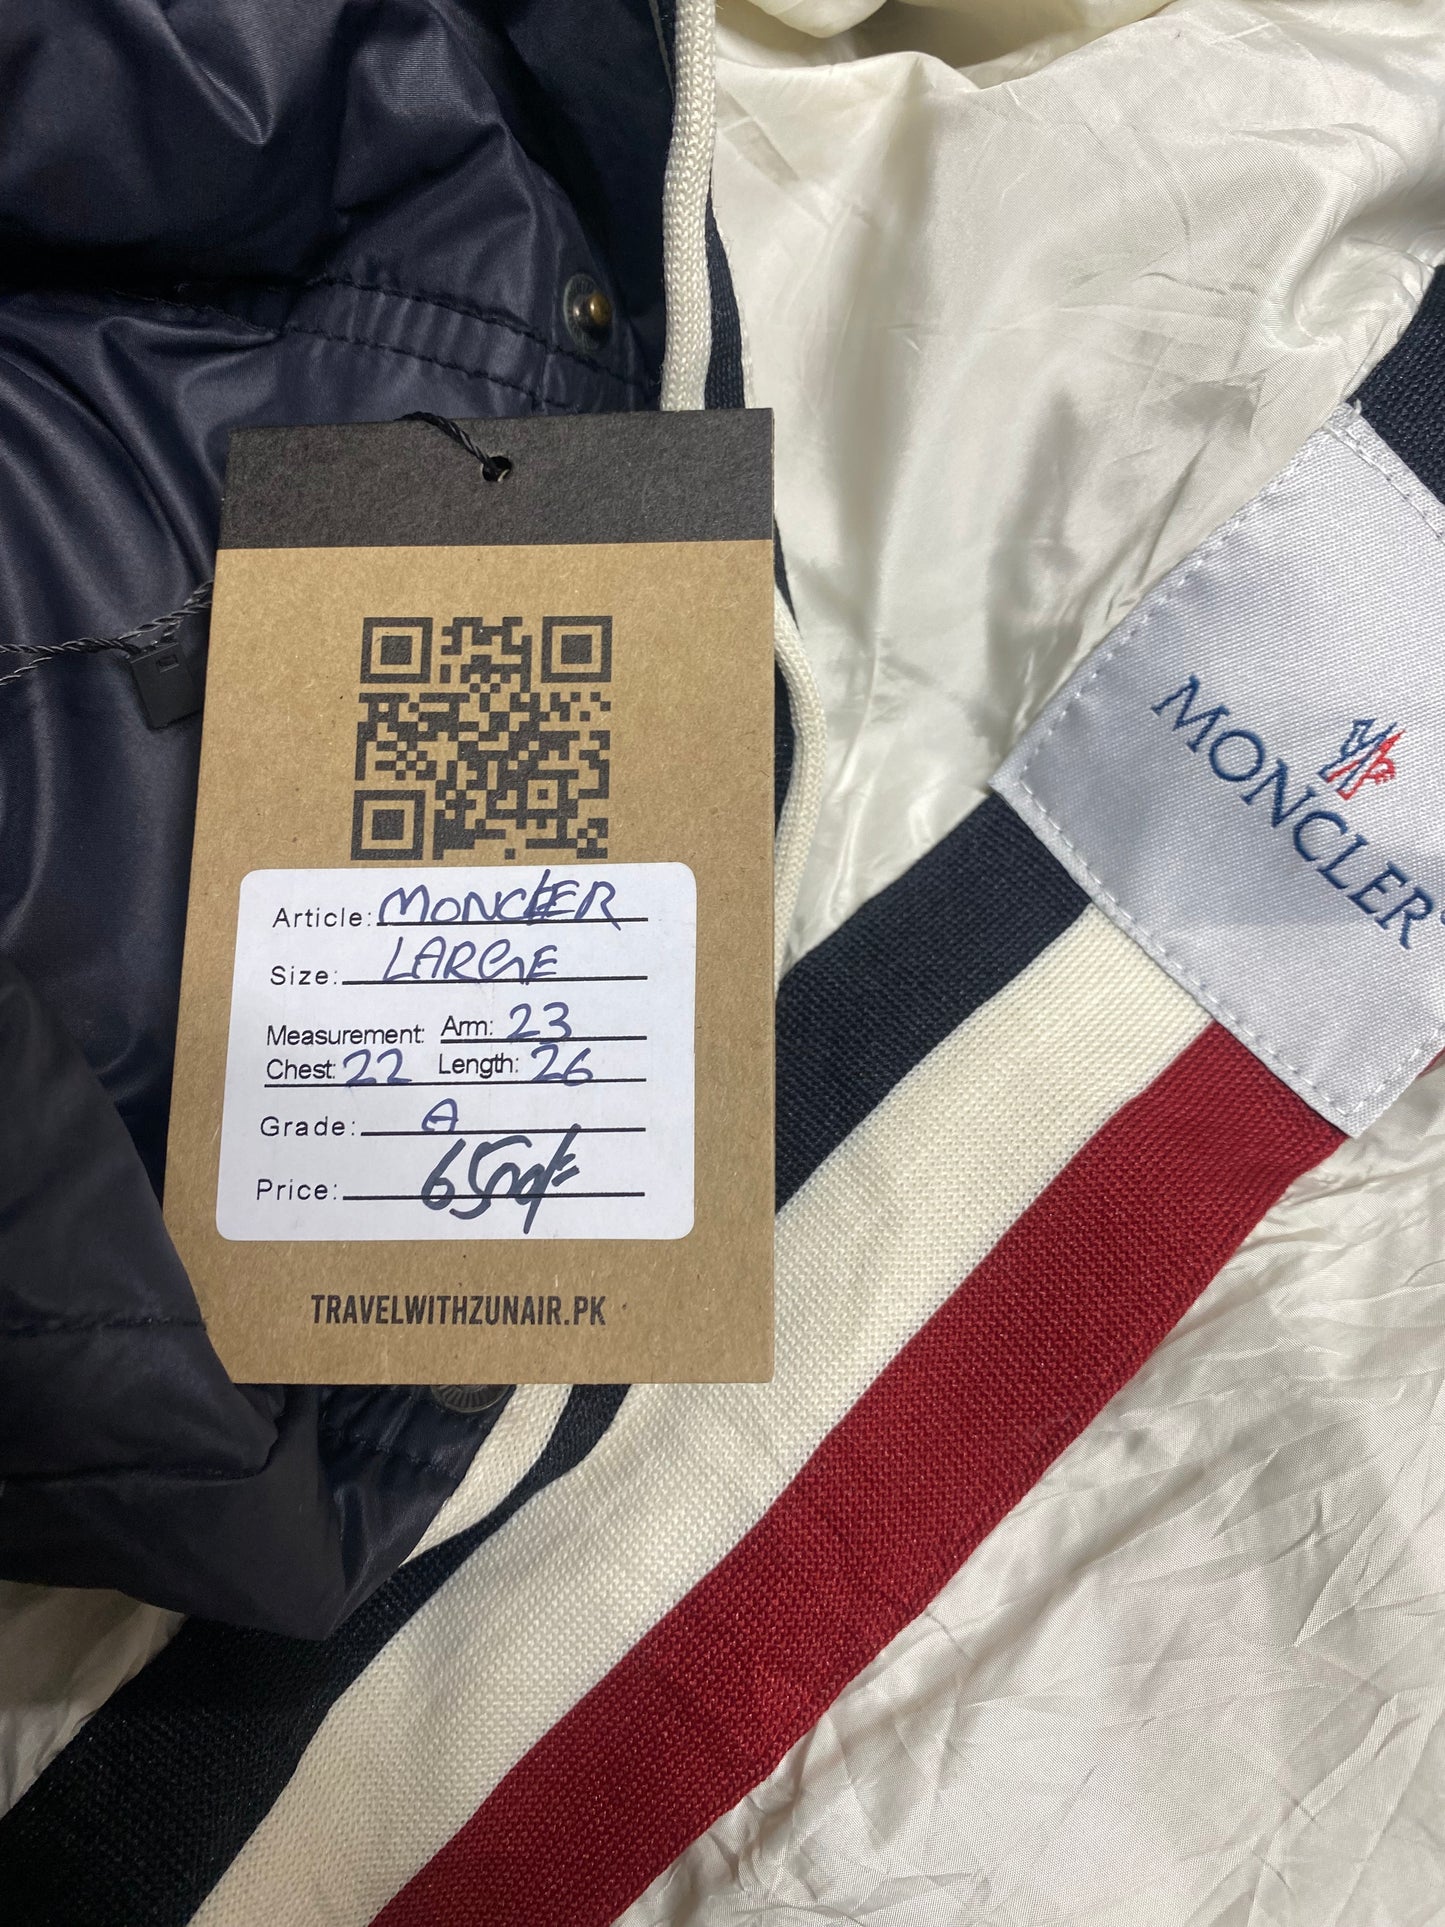 Article: MONCLER
Size: LARGE
Measurement: Arm: 23
Chest: 22 Length: 26
Grade: A
Price: 6500/=
TRAVELWITHZUNAIR.PK
MONCLER